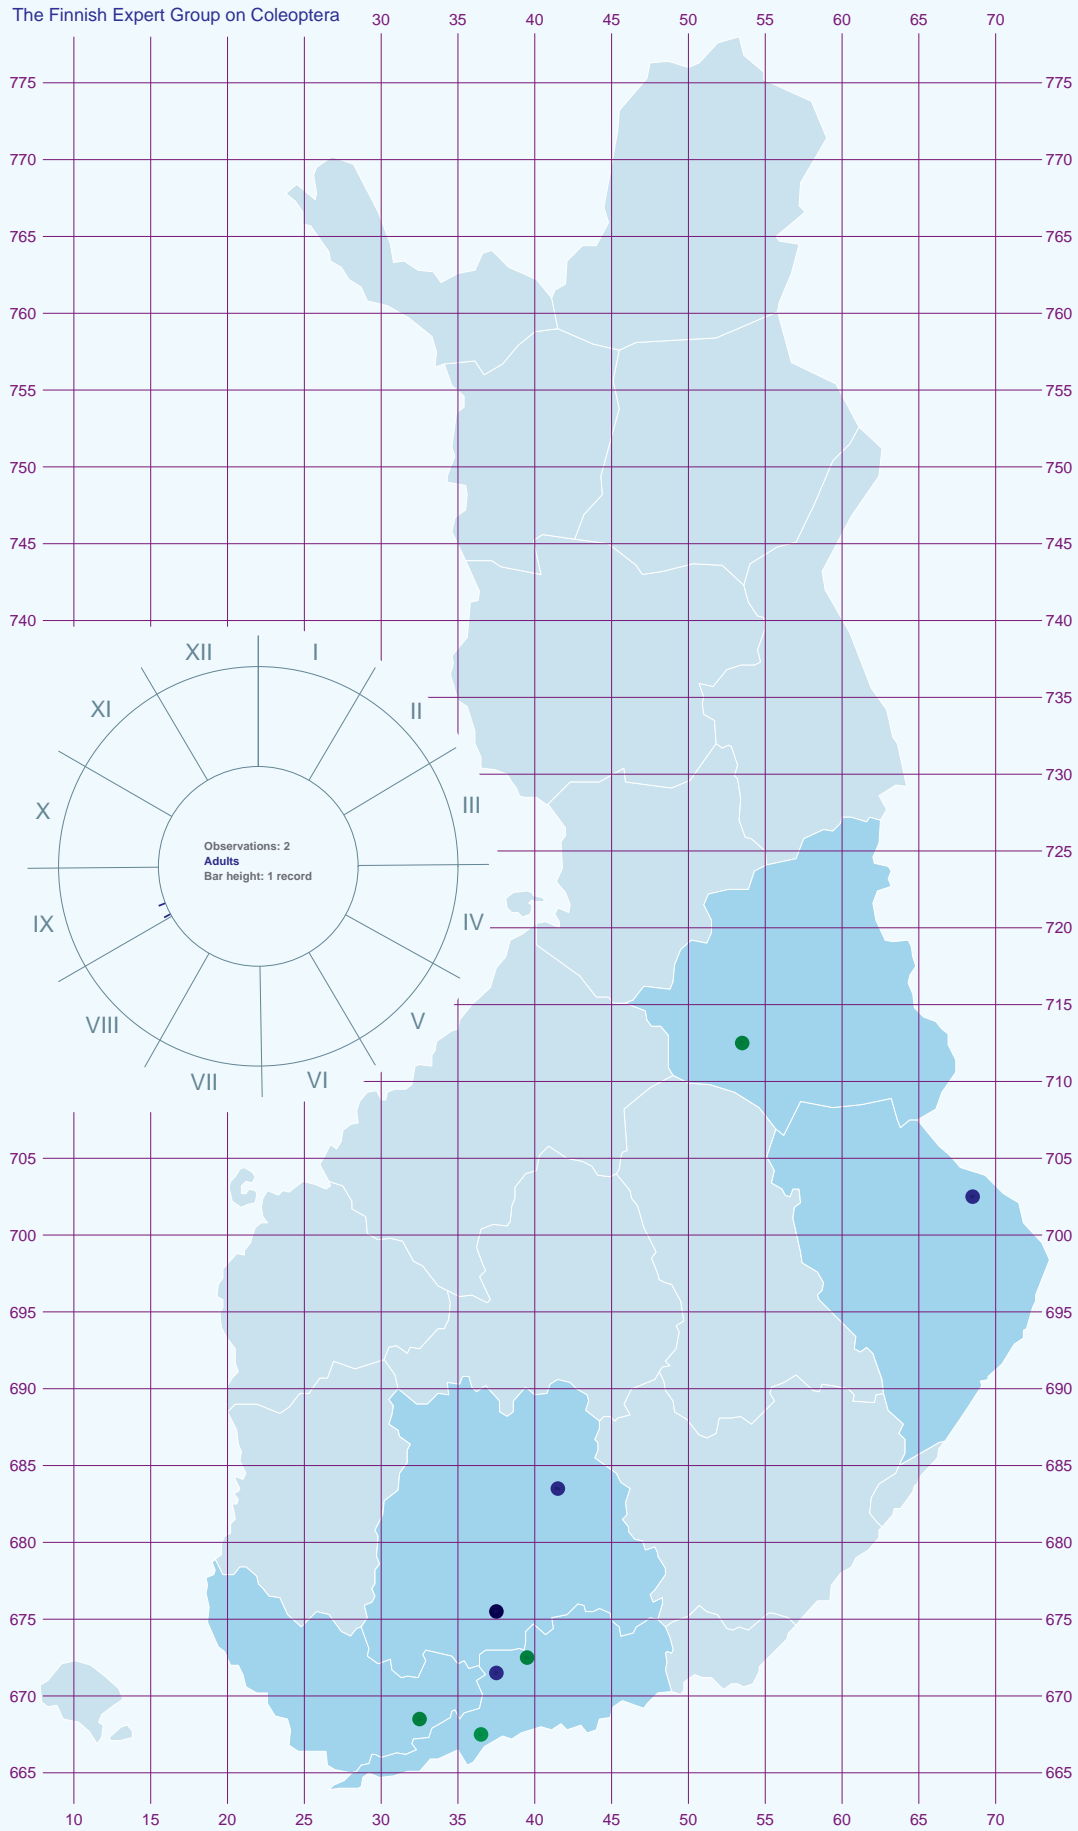 The Finnish Expert Group on Coleoptera
30 35 40 45 50 55 60 65 70
775 775
770 770
765 765
760 760
755 755
750 750
745 745
740 740
XII I
735
XI II
730
III
X
Observations: 2
725
Adults
Bar height: 1 record
IX IV
720
715
VIII V
710
VII VI
705 705
700 700
695 695
690 690
685 685
680 680
675 675
670 670
665 665
10 15 20 25 30 35 40 45 50 55 60 65 70